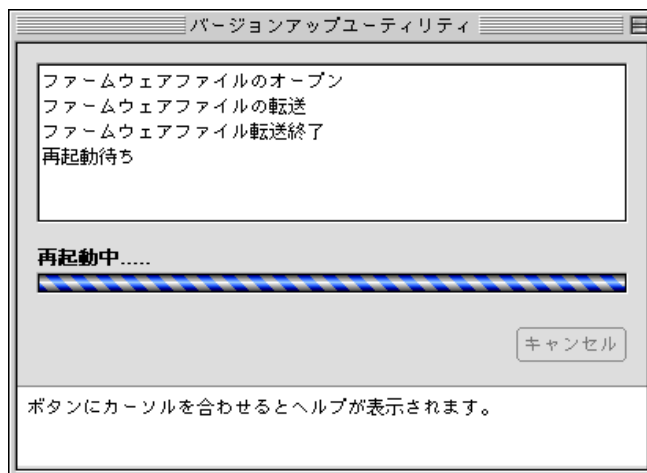 バージョンアップユーティリティ
ファームウェアファイルのオープン
ファームウェアファイルの転送
ファームウェアファイル転送終了
再起動待ち
再起動中.....
キャンセル
ボタンにカーソルを合わせるとヘルプが表示されます。